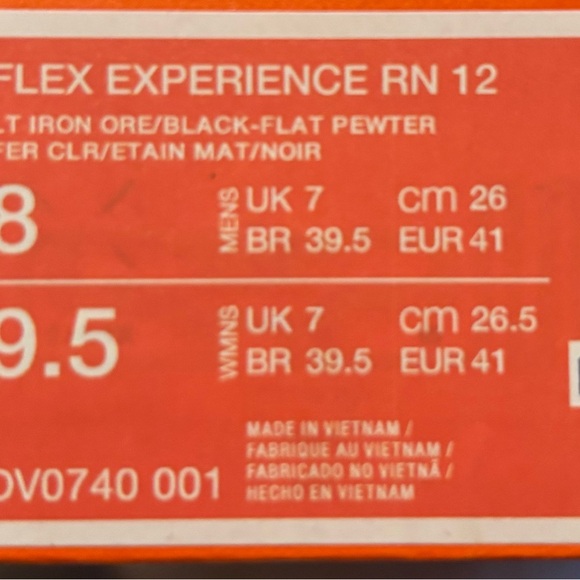 FLEX EXPERIENCE RN 12
LT IRON ORE/BLACK-FLAT PEWTER
FER CLR/ETAIN MAT/NOIR
8 MENS UK 7 cm 26
BR 39.5 EUR 41
9.5 WMNS UK 7 cm 26.5
BR 39.5 EUR 41
MADE IN VIETNAM /
FABRIQUE AU VIETNAM /
FABRICADO NO VIETNÃ /
HECHO EN VIETNAM
DV0740 001